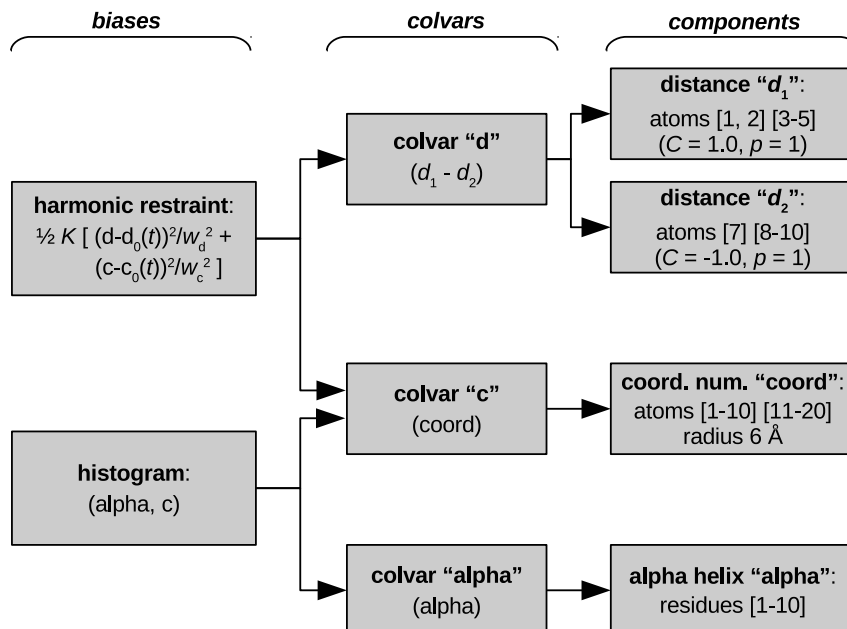 biases
colvars
components
harmonic restraint:
½ K [ (d-d₀(t))²/w_d² +
(c-c₀(t))²/w_c² ]
histogram:
(alpha, c)
colvar “d”
(d₁ - d₂)
colvar “c”
(coord)
colvar “alpha”
(alpha)
distance “d₁”:
atoms [1, 2] [3-5]
(C = 1.0, p = 1)
distance “d₂”:
atoms [7] [8-10]
(C = -1.0, p = 1)
coord. num. “coord”:
atoms [1-10] [11-20]
radius 6 Å
alpha helix “alpha”:
residues [1-10]